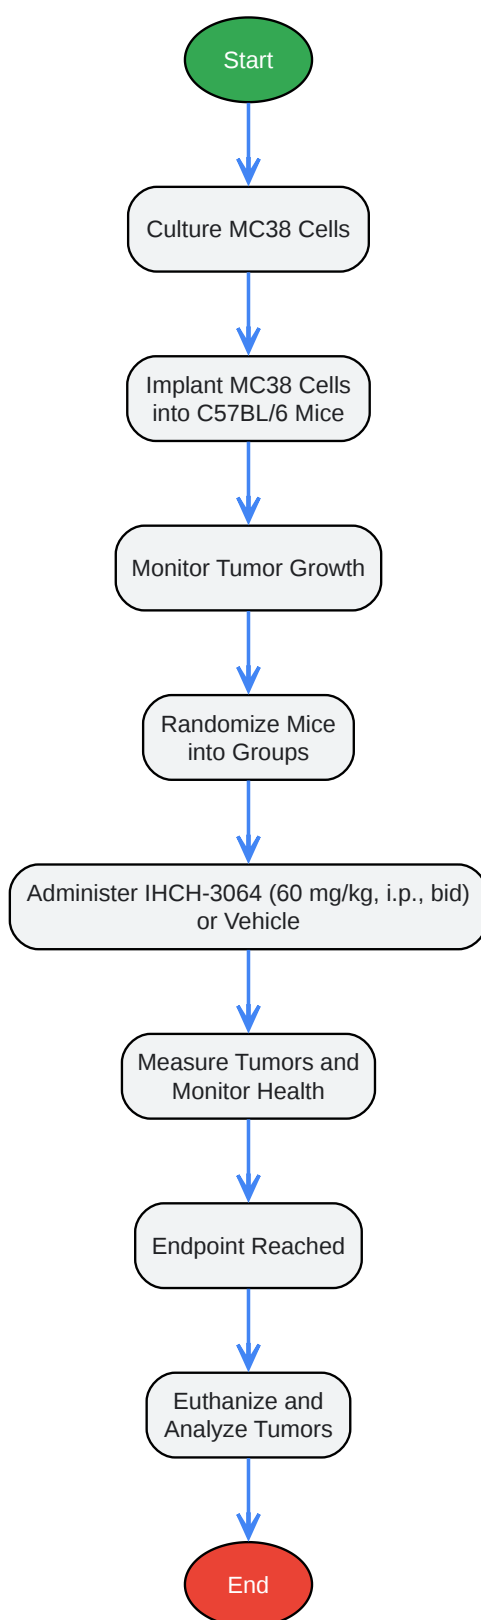 Start
Culture MC38 Cells
Implant MC38 Cells
into C57BL/6 Mice
Monitor Tumor Growth
Randomize Mice
into Groups
Administer IHCH-3064 (60 mg/kg, i.p., bid)
or Vehicle
Measure Tumors and
Monitor Health
Endpoint Reached
Euthanize and
Analyze Tumors
End